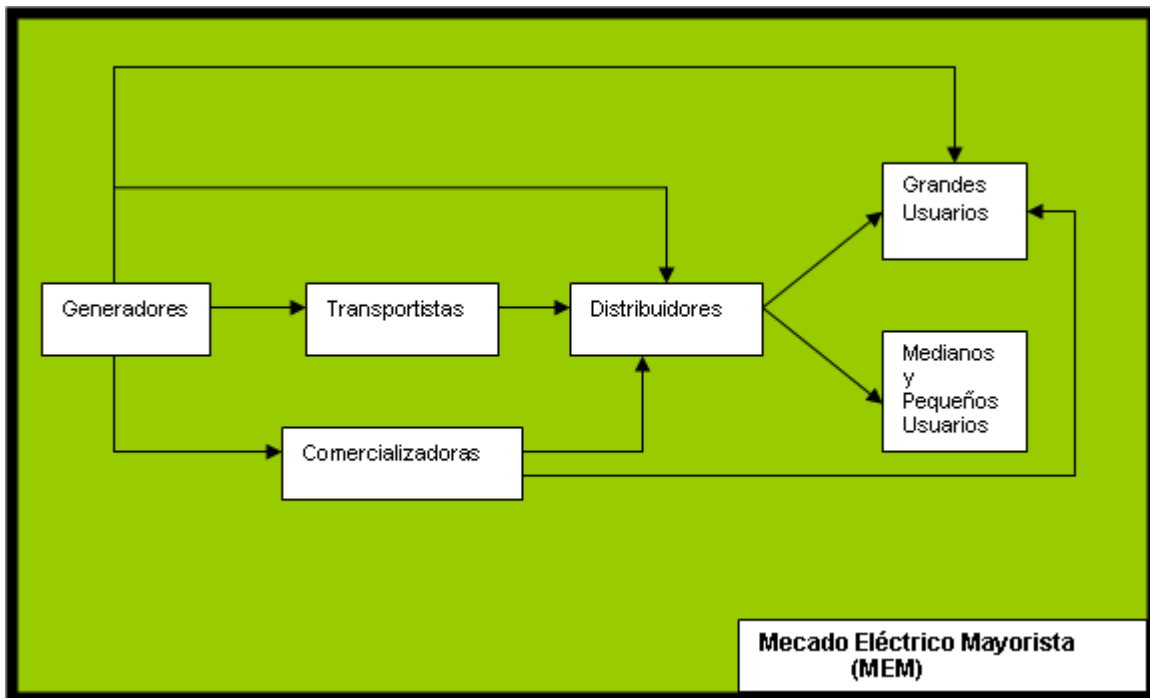 Grandes
Usuarios
Generadores
Transportistas
Distribuidores
Medianos
y
Pequeños
Usuarios
Comercializadoras
Mecado Eléctrico Mayorista
(MEM)